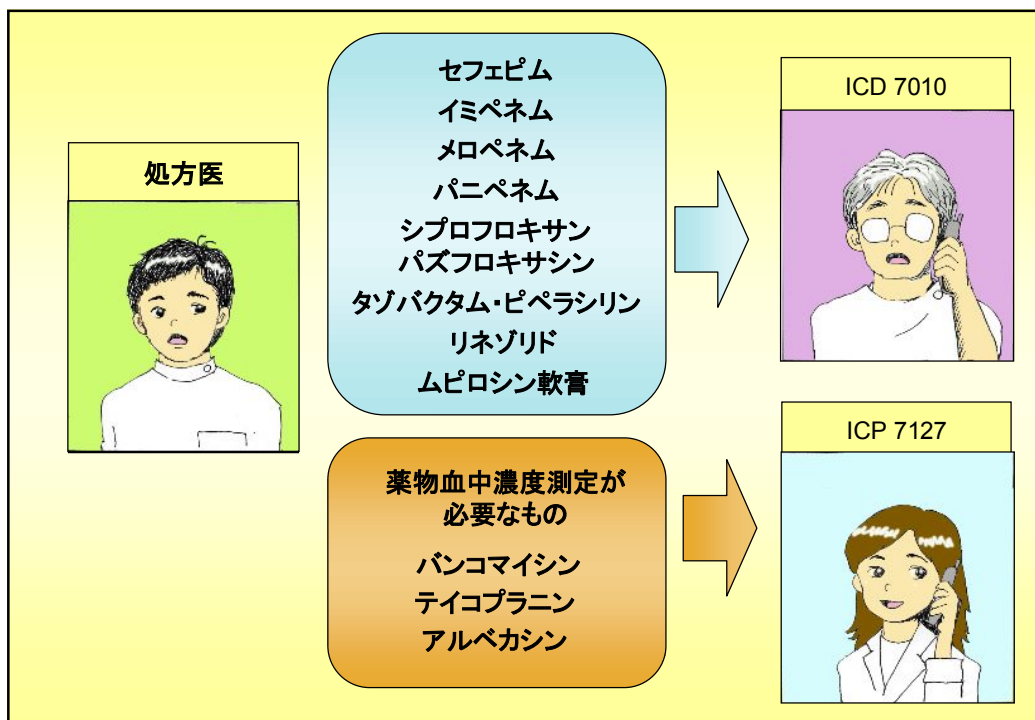 処方医
セフェピム
イミペネム
メロペネム
パニペネム
シプロフロキサン
パズフロキサシン
タゾバクタム・ピペラシリン
リネゾリド
ムピロシン軟膏
ICD 7010
薬物血中濃度測定が
必要なもの
バンコマイシン
テイコプラニン
アルベカシン
ICP 7127